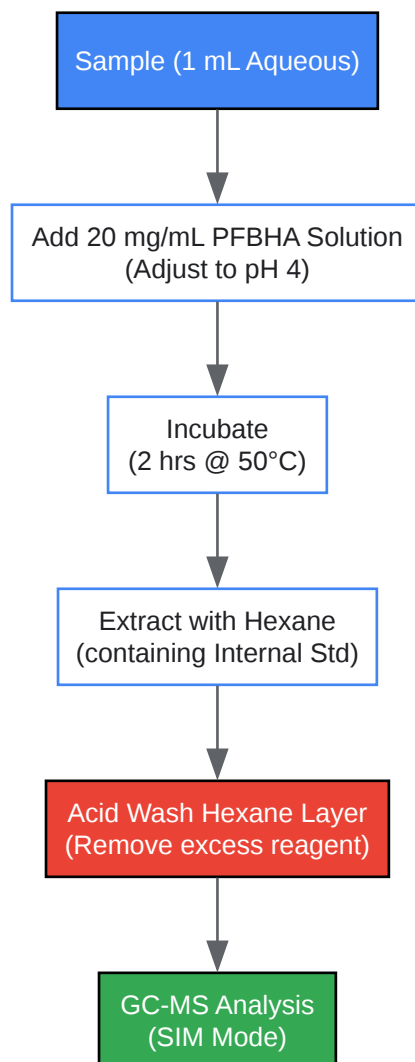 Sample (1 mL Aqueous)
Add 20 mg/mL PFBHA Solution
(Adjust to pH 4)
Incubate
(2 hrs @ 50°C)
Extract with Hexane
(containing Internal Std)
Acid Wash Hexane Layer
(Remove excess reagent)
GC-MS Analysis
(SIM Mode)